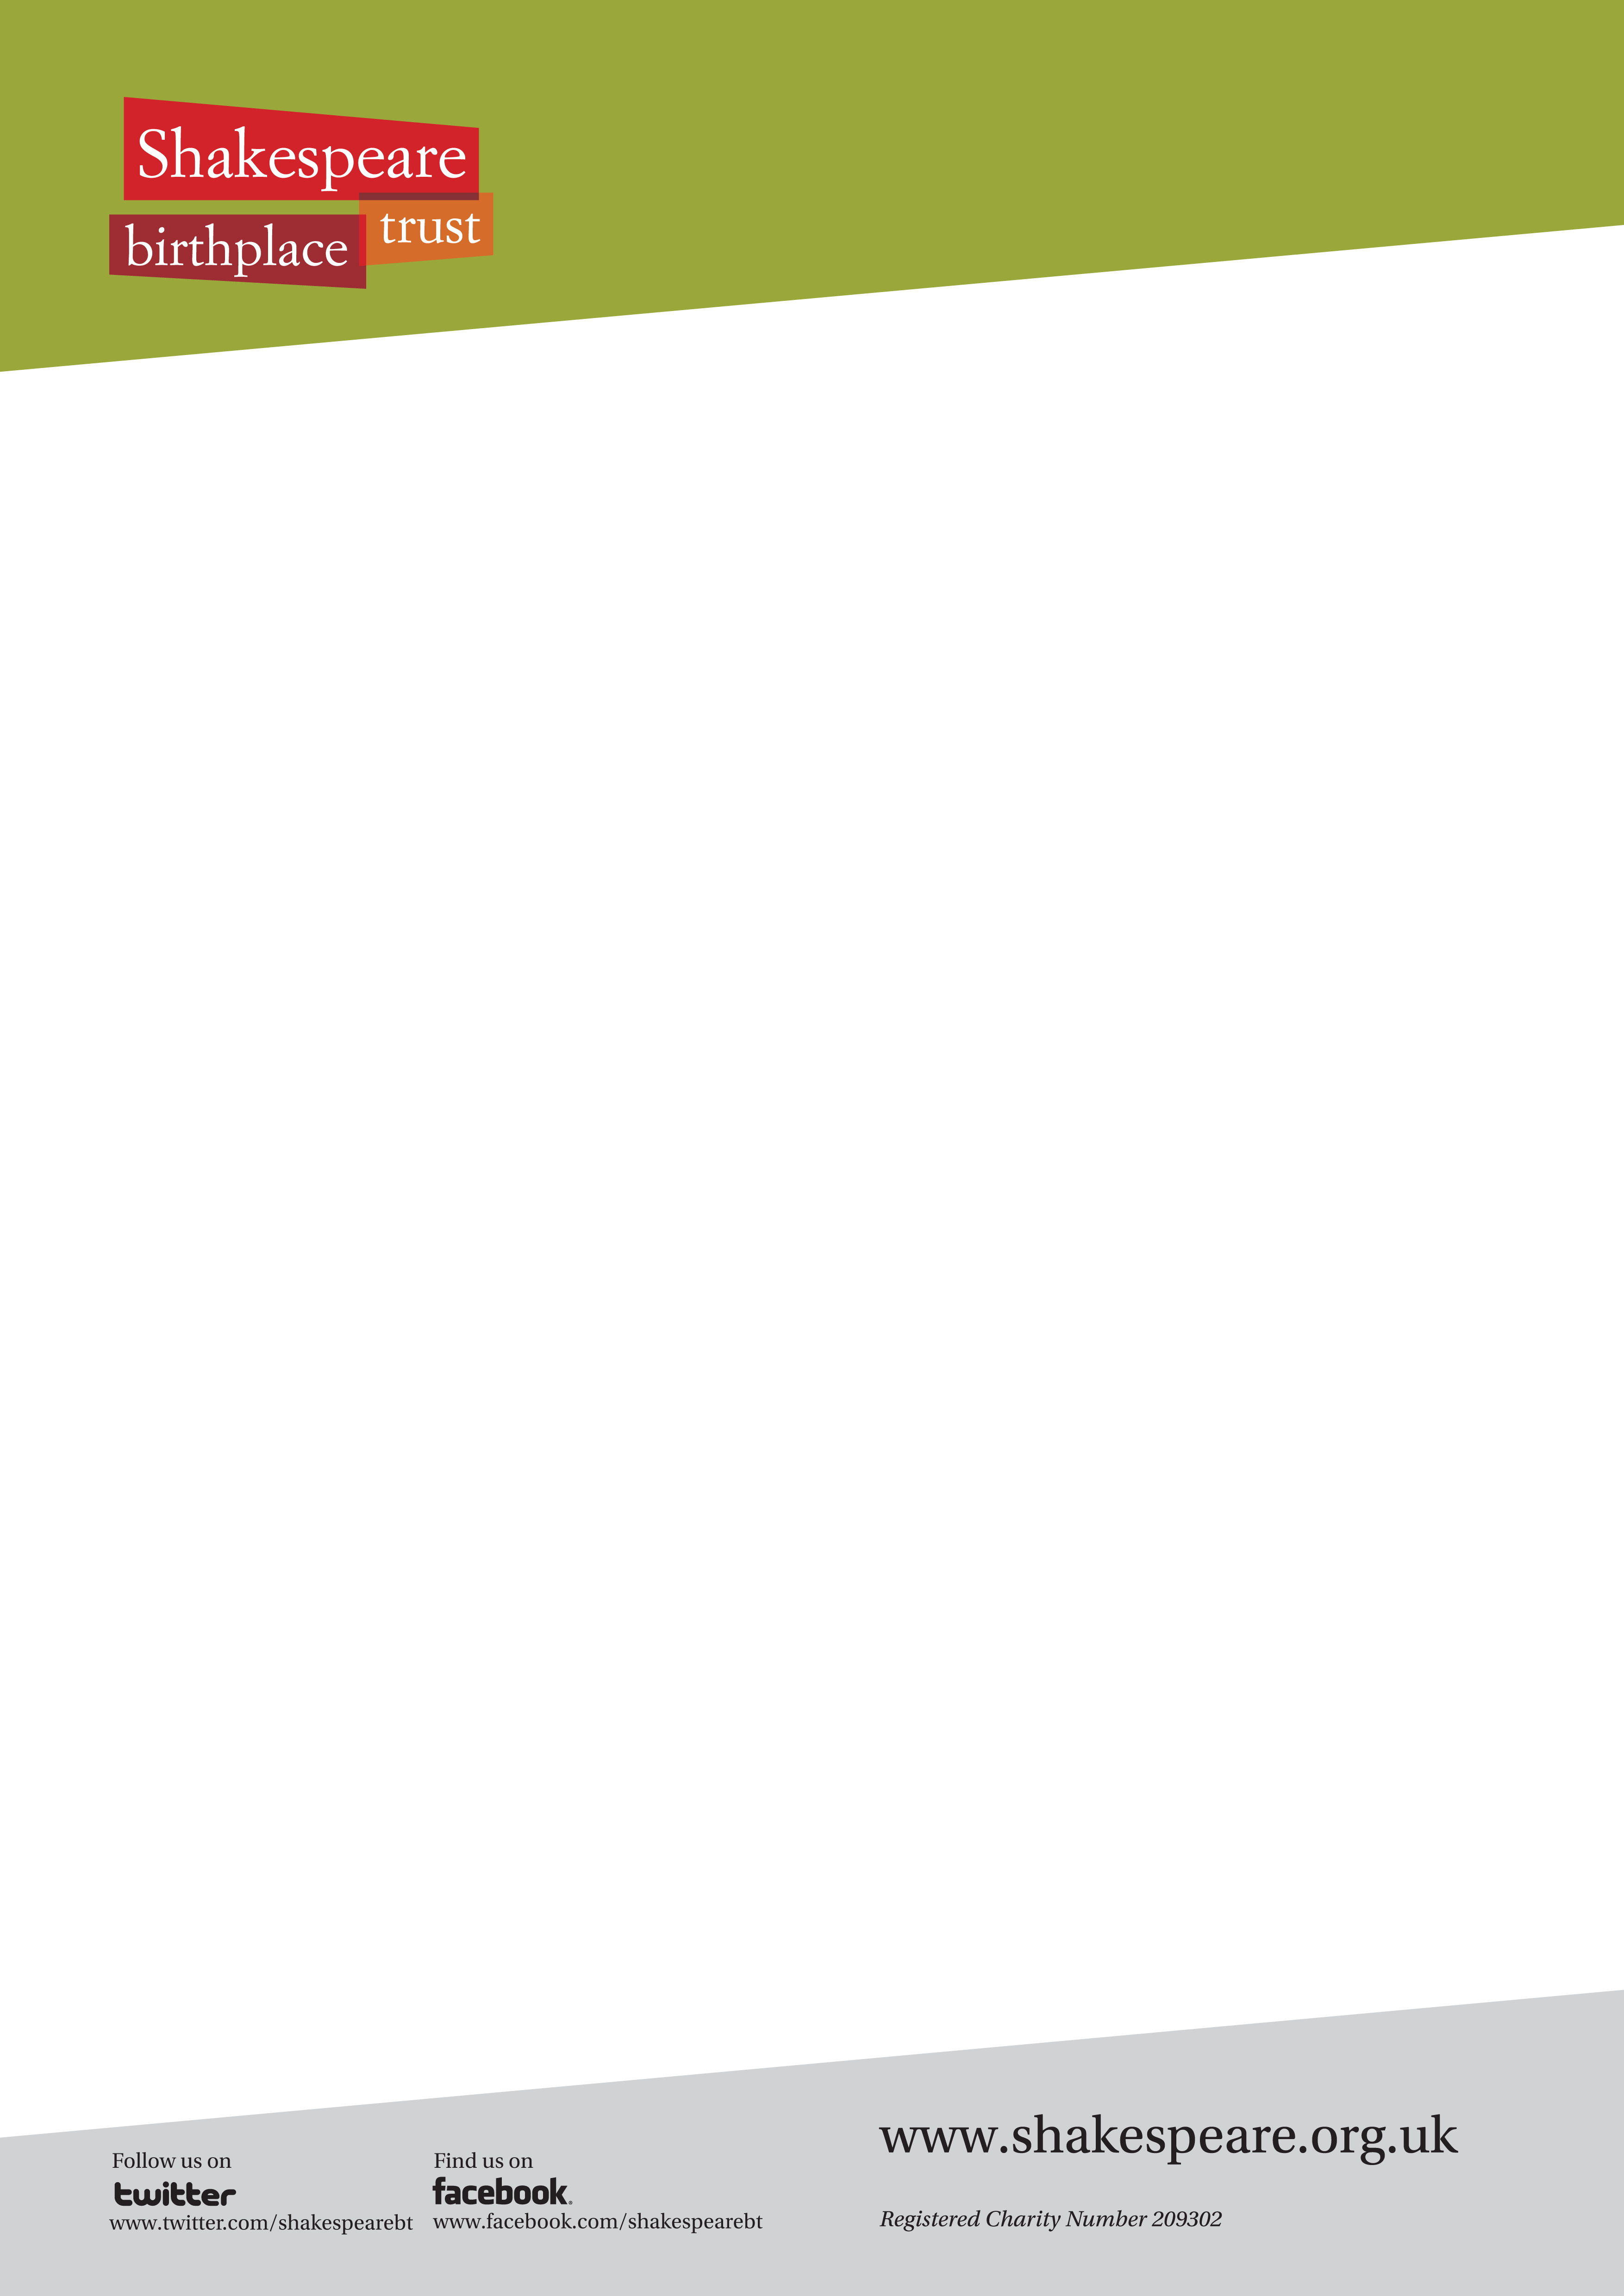 Shakespeare
birthplace
trust
www.shakespeare.org.uk
Follow us on
twitter
www.twitter.com/shakespearebt
Find us on
facebook®
www.facebook.com/shakespearebt
Registered Charity Number 209302